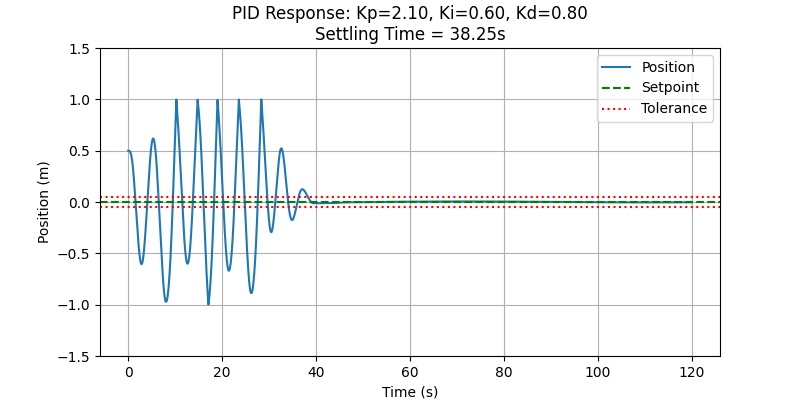 PID Response: Kp=2.10, Ki=0.60, Kd=0.80
Settling Time = 38.25s
1.5
1.0
0.5
0.0
−0.5
−1.0
−1.5
Position (m)
Position
Setpoint
Tolerance
0 20 40 60 80 100 120
Time (s)